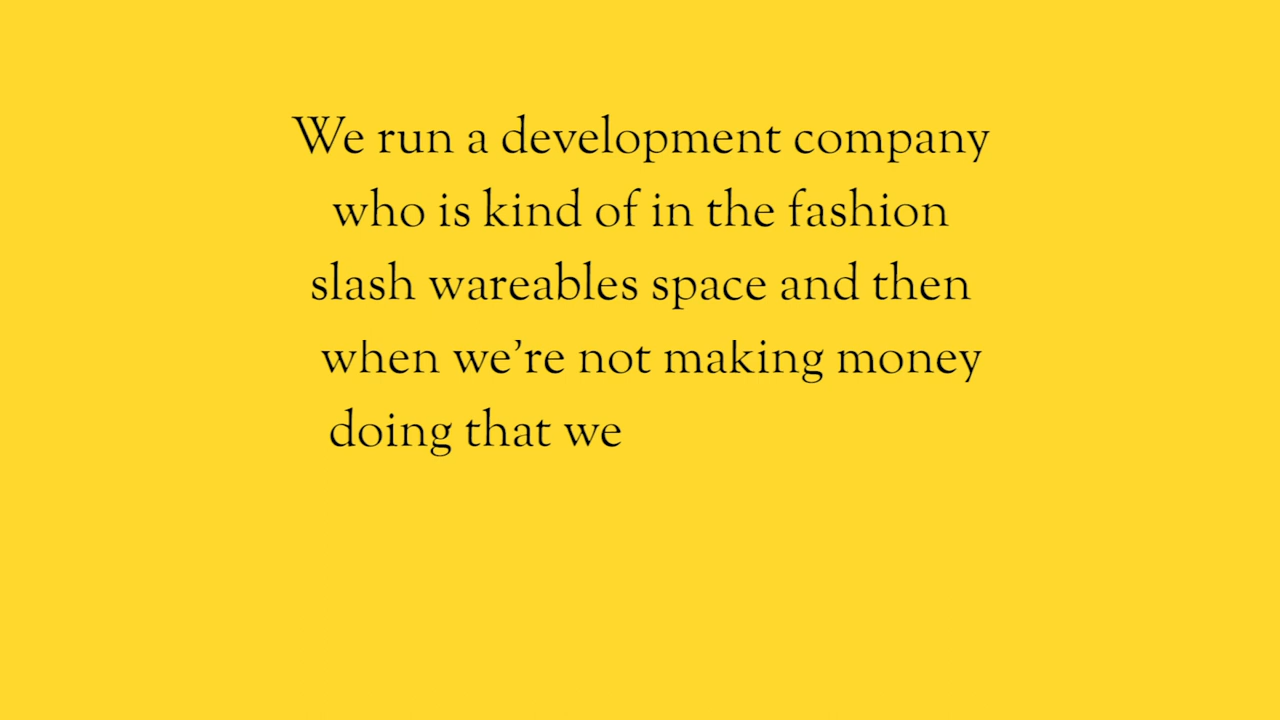 We run a development company
who is kind of in the fashion
slash wareables space and then
when we’re not making money
doing that we